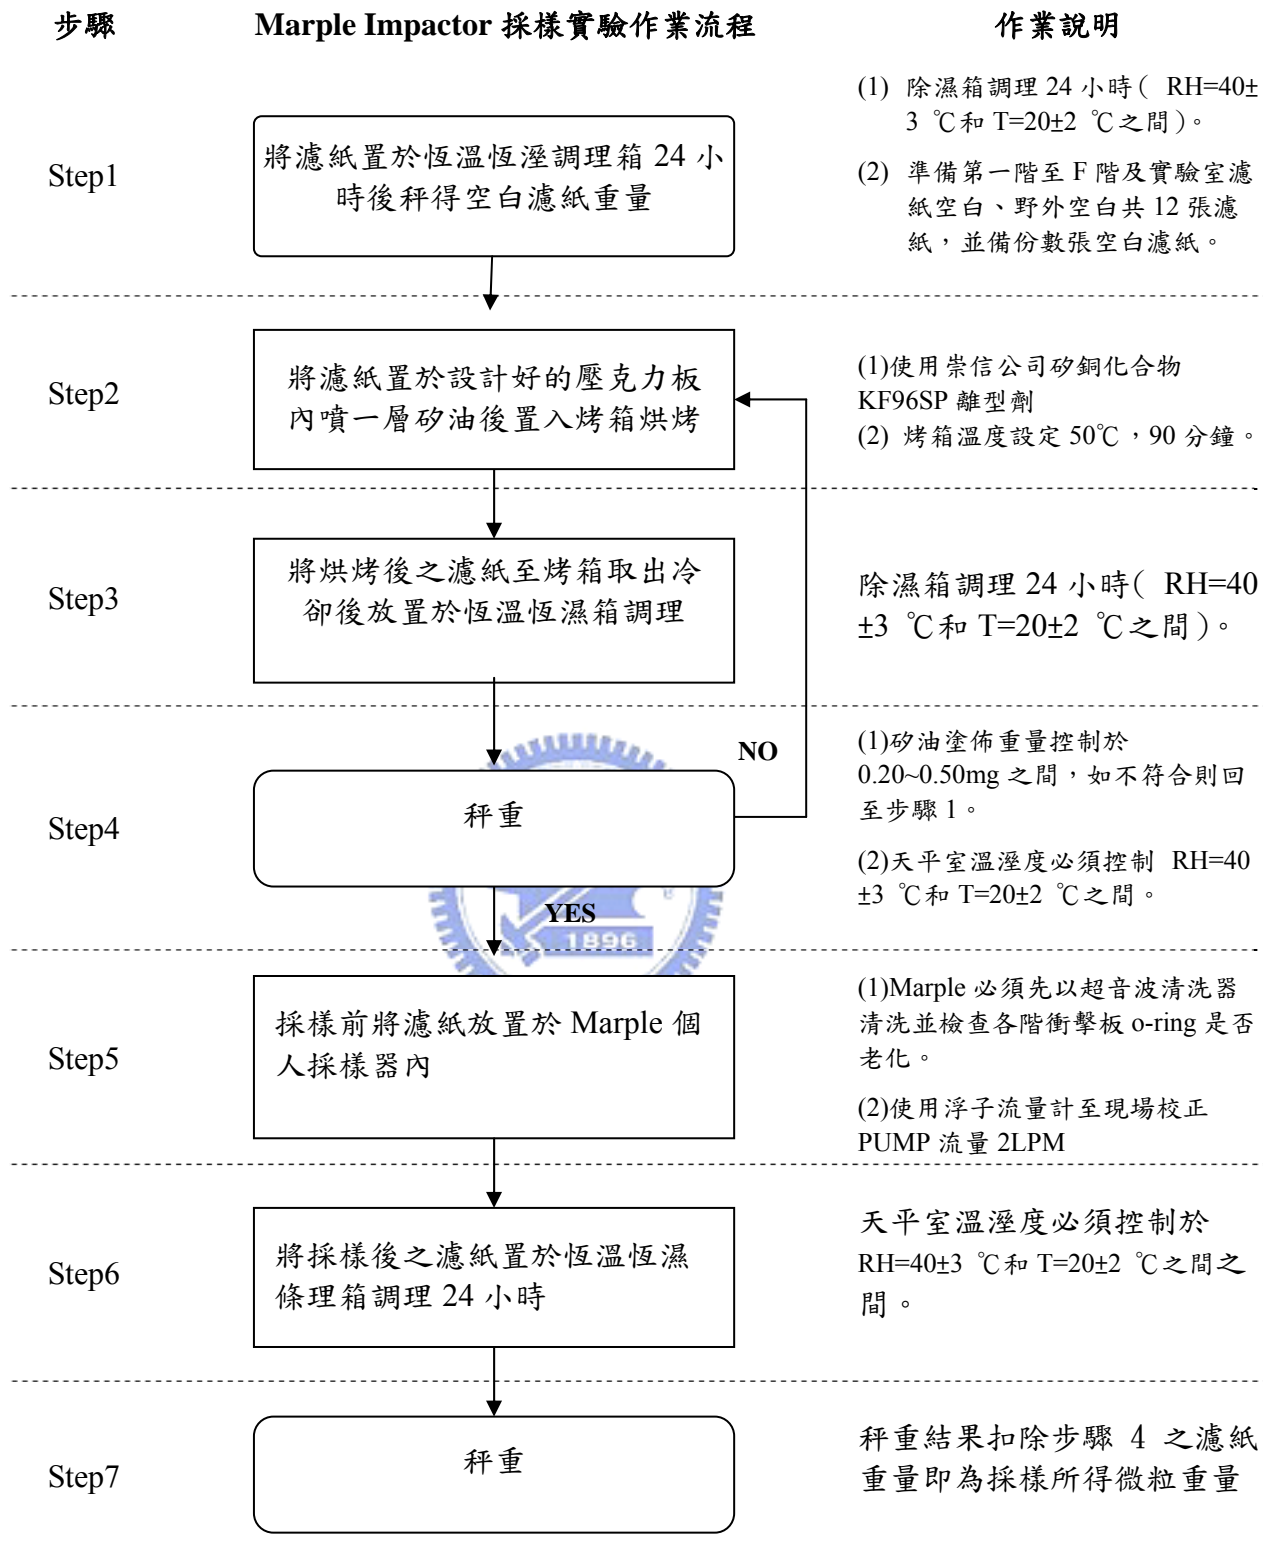 步驟 Marple Impactor 採樣實驗作業流程 作業說明
Step1
將濾紙置於恆溫恆溼調理箱 24 小
時後秤得空白濾紙重量
(1) 除濕箱調理 24 小時( RH=40±
3 ℃和 T=20±2 ℃之間)。
(2) 準備第一階至 F 階及實驗室濾
紙空白、野外空白共 12 張濾
紙，並備份數張空白濾紙。
Step2
將濾紙置於設計好的壓克力板
內噴一層矽油後置入烤箱烘烤
(1)使用崇信公司矽銅化合物
KF96SP 離型劑
(2) 烤箱溫度設定 50℃，90 分鐘。
Step3
將烘烤後之濾紙至烤箱取出冷
卻後放置於恆溫恆濕箱調理
除濕箱調理 24 小時( RH=40
±3 ℃和 T=20±2 ℃之間)。
Step4
秤重
NO
YES
1896
(1)矽油塗佈重量控制於
0.20~0.50mg 之間，如不符合則回
至步驟 1。
(2)天平室溫溼度必須控制 RH=40
±3 ℃和 T=20±2 ℃之間。
Step5
採樣前將濾紙放置於 Marple 個
人採樣器內
(1)Marple 必須先以超音波清洗器
清洗並檢查各階衝擊板 o-ring 是否
老化。
(2)使用浮子流量計至現場校正
PUMP 流量 2LPM
Step6
將採樣後之濾紙置於恆溫恆濕
條理箱調理 24 小時
天平室溫溼度必須控制於
RH=40±3 ℃和 T=20±2 ℃之間之
間。
Step7
秤重
秤重結果扣除步驟 4 之濾紙
重量即為採樣所得微粒重量